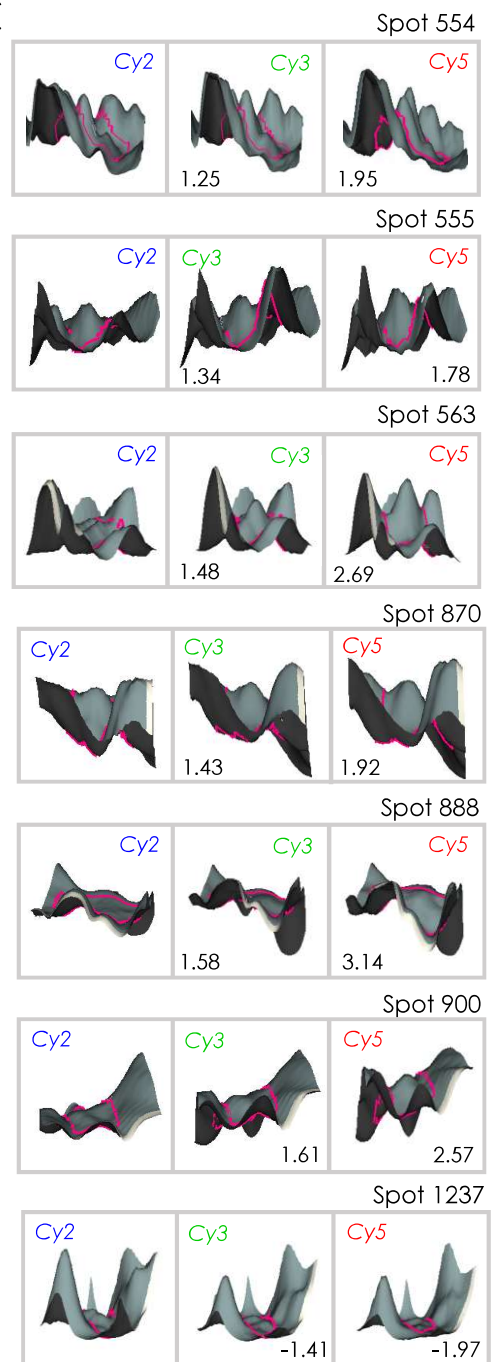 Spot 554
Cy2 Cy3 Cy5
1.25 1.95
Spot 555
Cy2 Cy3 Cy5
1.34 1.78
Spot 563
Cy2 Cy3 Cy5
1.48 2.69
Spot 870
Cy2 Cy3 Cy5
1.43 1.92
Spot 888
Cy2 Cy3 Cy5
1.58 3.14
Spot 900
Cy2 Cy3 Cy5
1.61 2.57
Spot 1237
Cy2 Cy3 Cy5
-1.41 -1.97